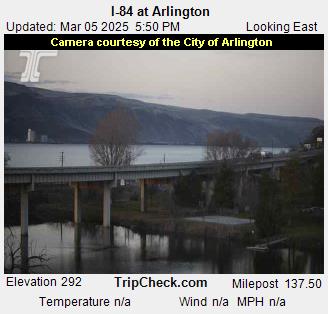 I-84 at Arlington
Updated: Mar 05 2025 5:50 PM Looking East
Camera courtesy of the City of Arlington
Elevation 292 TripCheck.com Milepost 137.50
Temperature n/a Wind n/a MPH n/a